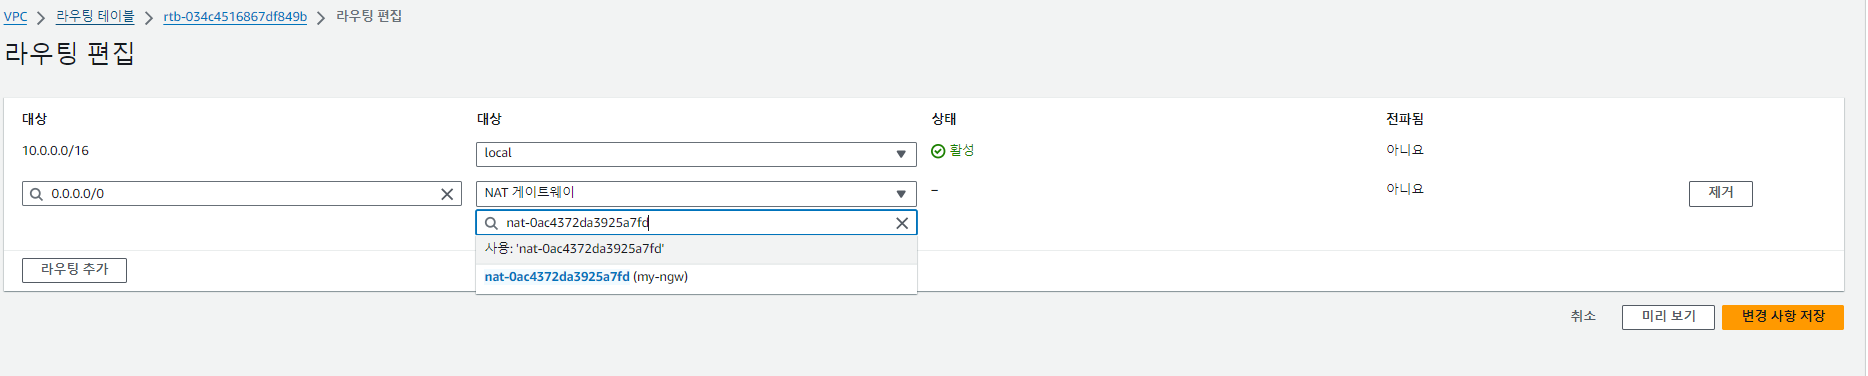 VPC > 라우팅 테이블 > rtb-034c4516867df849b > 라우팅 편집
라우팅 편집
대상 대상 상태 전파됨
10.0.0.0/16 local 활성 아니요
0.0.0.0/0 NAT 게이트웨이 – 아니요 제거
nat-0ac4372da3925a7fd
사용: 'nat-0ac4372da3925a7fd'
라우팅 추가
nat-0ac4372da3925a7fd (my-ngw)
취소 미리 보기 변경 사항 저장